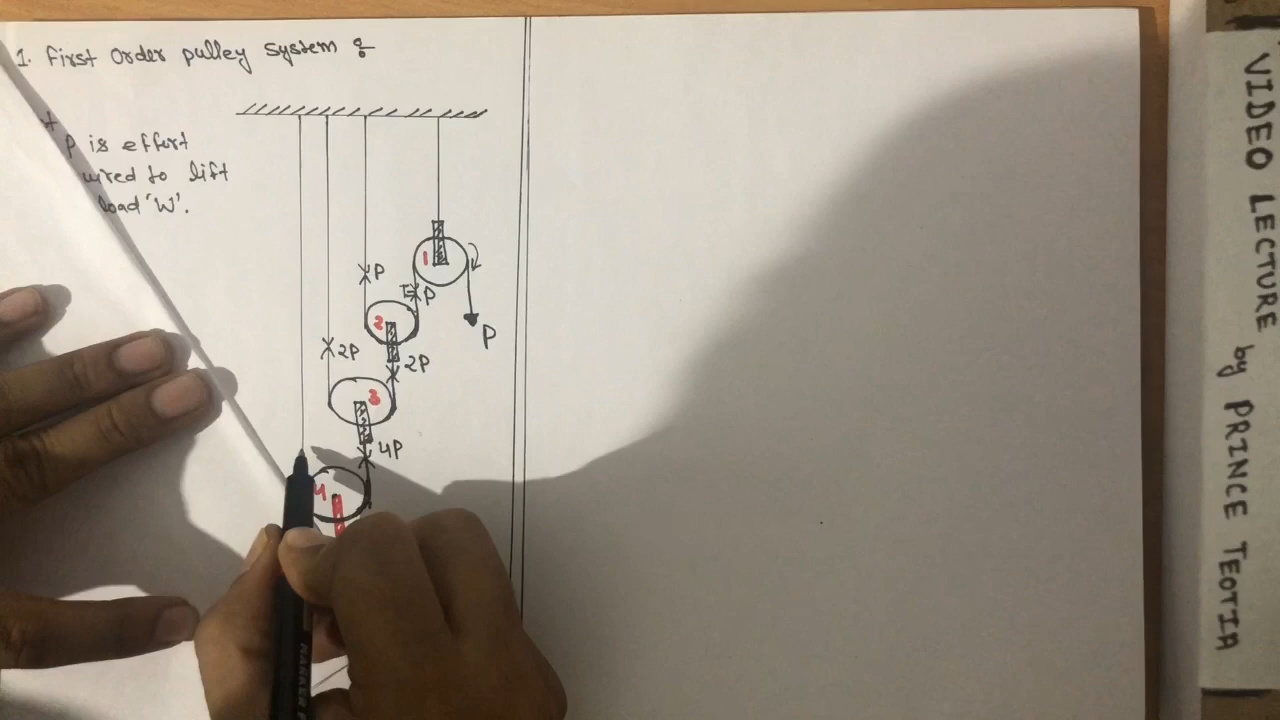 1. First Order pulley system :
P is effort
to lift
load 'W'.
1
P
P
2
P
2P
2P
3
4P
4
MARKER P
VIDEO LECTURE by PRINCE TEOTIA